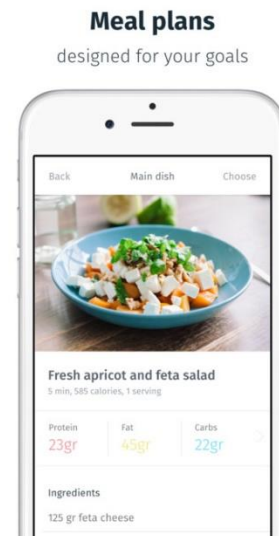 Meal plans
designed for your goals
Back Main dish Choose
Fresh apricot and feta salad
5 min, 585 calories, 1 serving
Protein Fat Carbs
23gr 45gr 22gr
Ingredients
125 gr feta cheese